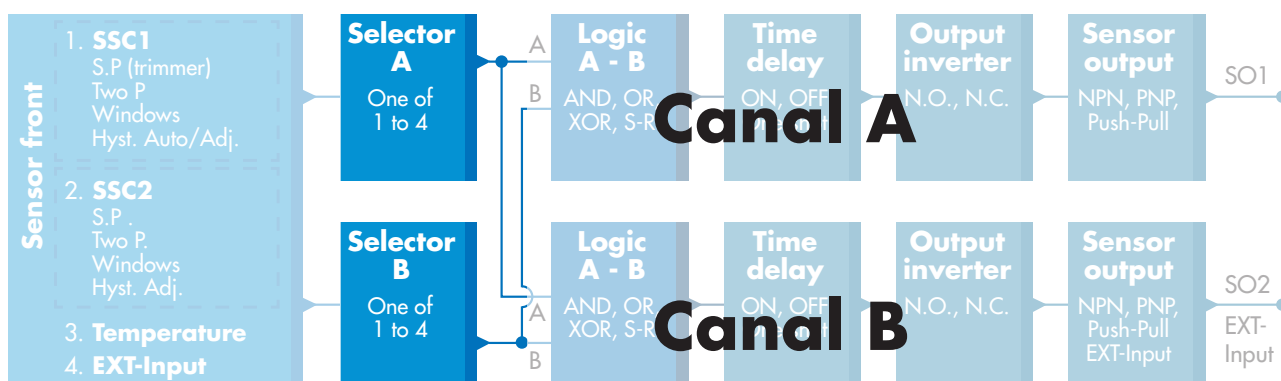 Sensor front
1. SSC1
S.P (trimmer)
Two P
Windows
Hyst. Auto/Adj.
2. SSC2
S.P .
Two P.
Windows
Hyst. Adj.
3. Temperature
4. EXT-Input
Selector
A
One of
1 to 4
A
B
Logic
A - B
AND, OR
XOR, S-R
Time
delay
ON, OFF
Output
inverter
N.O., N.C.
Sensor
output
NPN, PNP,
Push-Pull
SO1
Canal A
Selector
B
One of
1 to 4
A
B
Logic
A - B
AND, OR
XOR, S-R
Time
delay
ON, OFF
Output
inverter
N.O., N.C.
Sensor
output
NPN, PNP,
Push-Pull
EXT-Input
SO2
EXT-
Input
Canal B